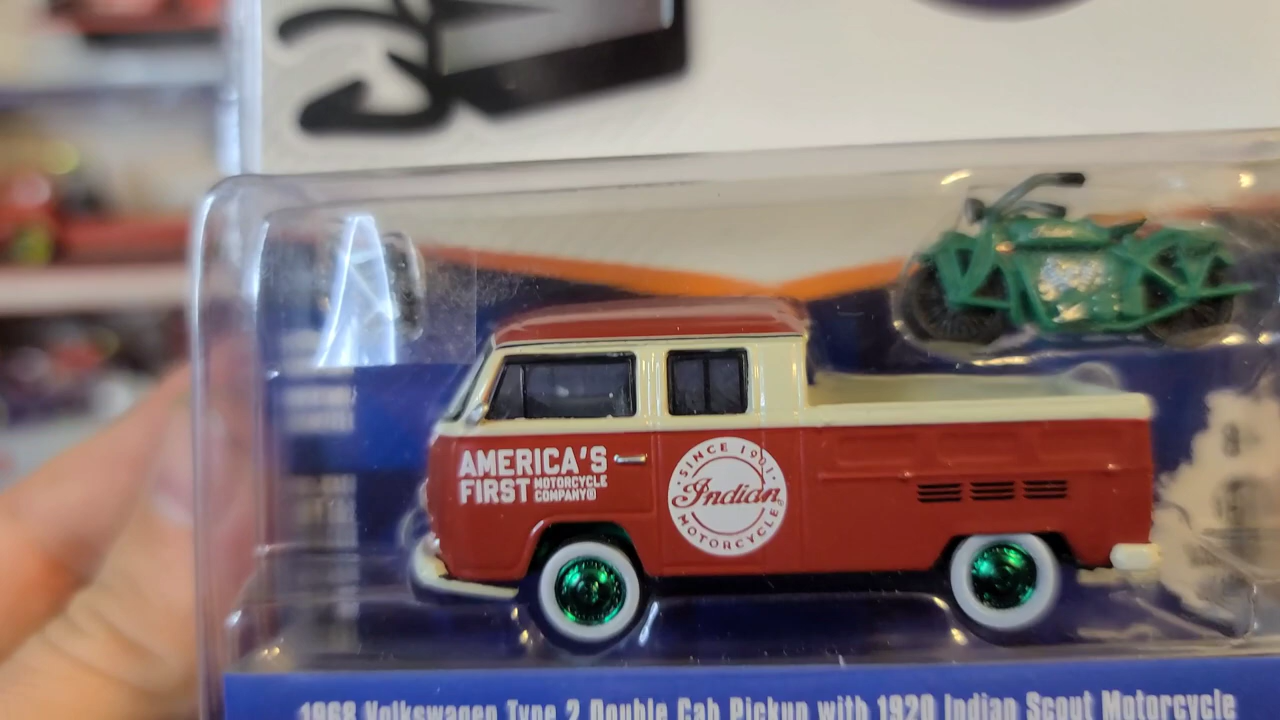 AMERICA'S
FIRST MOTORCYCLE
COMPANY®
· SINCE 1901 ·
Indian
MOTORCYCLE
1968 Volkswagen Type 2 Double Cab Pickup with 1920 Indian Scout Motorcycle